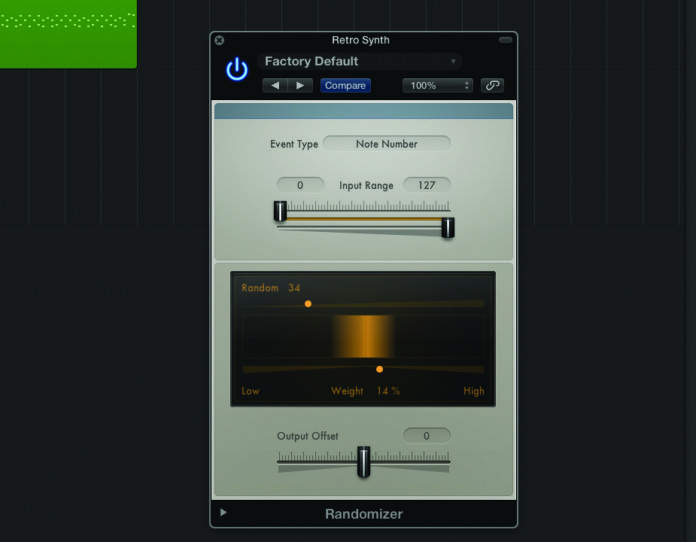 Retro Synth
Factory Default
Compare 100%
Event Type Note Number
0 Input Range 127
Random 34
Low Weight 14 % High
Output Offset 0
Randomizer